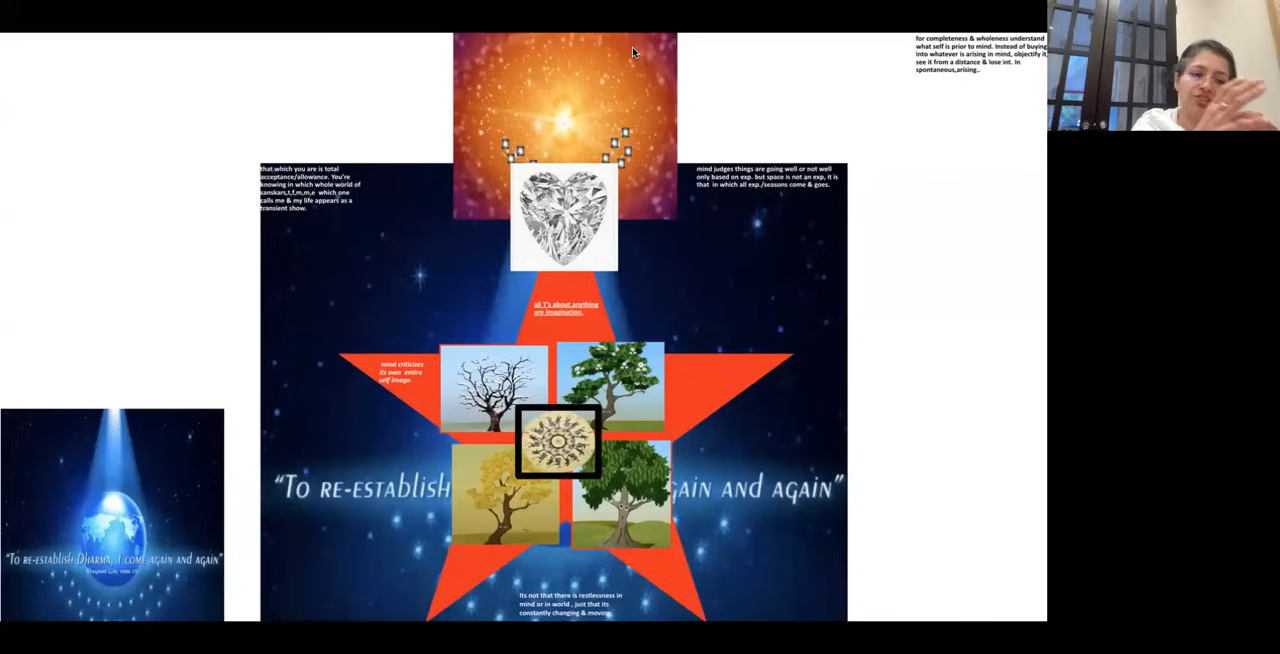 for completeness & wholeness understand
what self is prior to mind. Instead of buying
into whatever is arising in mind, objectify it,
see it from a distance & lose int. In
spontaneous,arising..
that which you are is total
acceptance/allowance. You're
knowing in which whole world of
sanskars,t,f,m,m,e which one
calls me & my life appears as a
transient show.
mind judges things are going well or not well
only based on exp. but space is not an exp, it is
that in which all exp./seasons come & goes.
all T's about anything
are imagination.
mind criticizes
its own entire
self image.
"To re-establish
gain and again"
"To re-establish Dharma, I come again and again"
Its not that there is restlessness in
mind or in world , just that its
constantly changing & moving